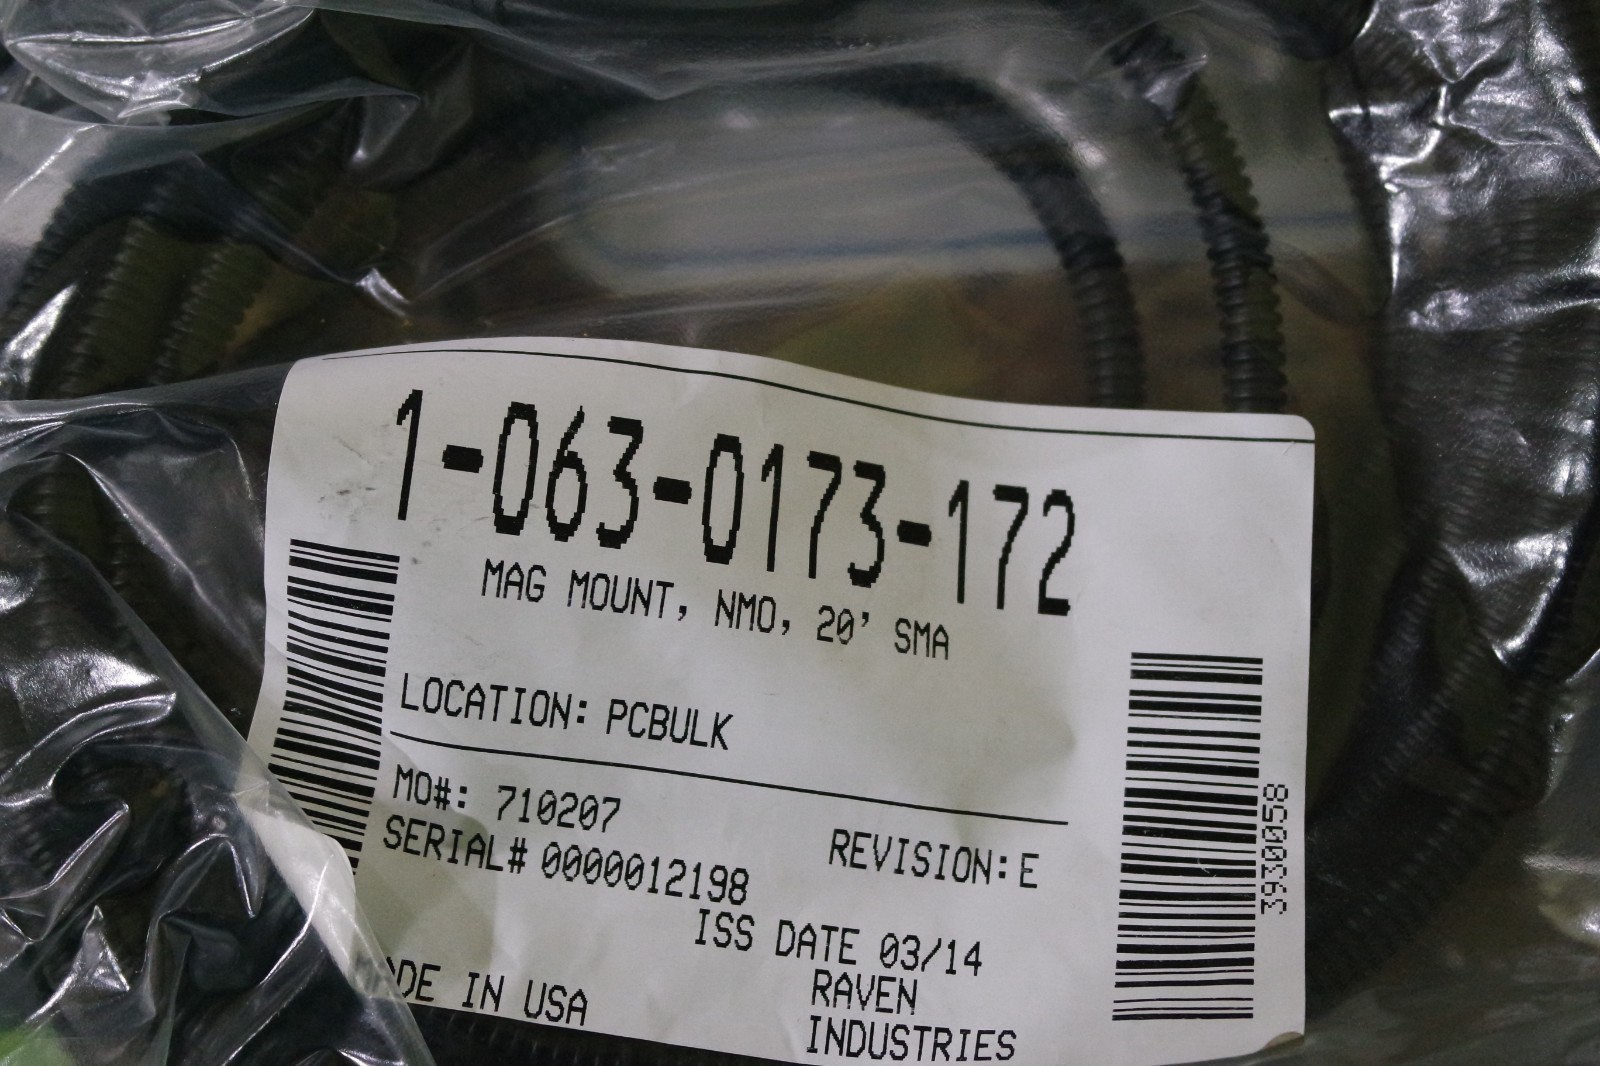 1-063-0173-172
MAG MOUNT, NMO, 20' SMA
LOCATION: PCBULK
MO#: 710207
SERIAL# 0000012198
REVISION: E
ISS DATE 03/14
IN USA
RAVEN
INDUSTRIES
3930058